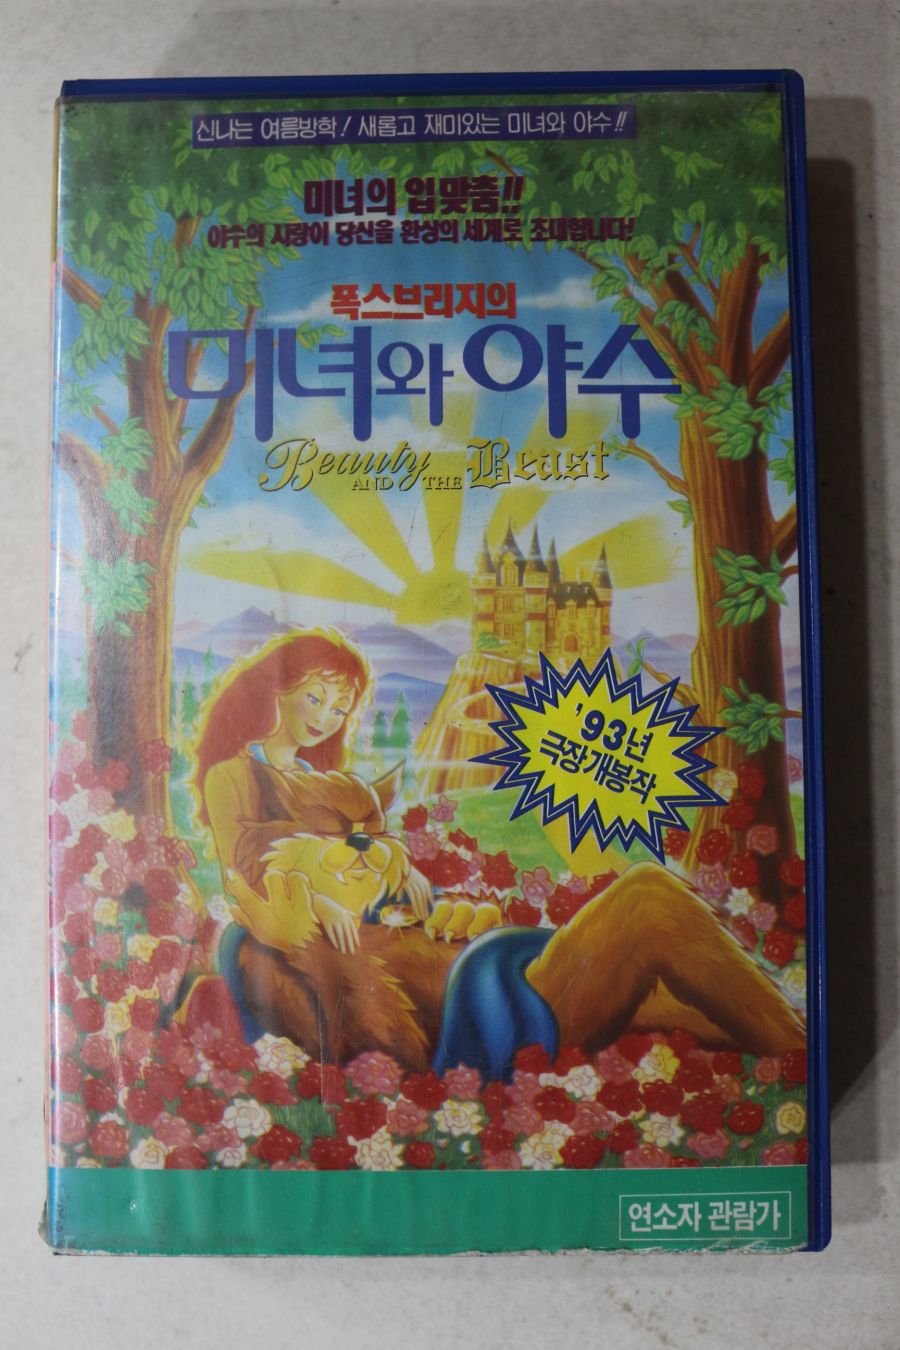 신나는 여름방학! 새롭고 재미있는 미녀와 야수!!
미녀의 입맞춤!!
야수의 사랑이 당신을 환상의 세계로 초대합니다!
폭스브리지의
미녀와 야수
Beauty AND THE Beast
'93년
극장개봉작
연소자 관람가